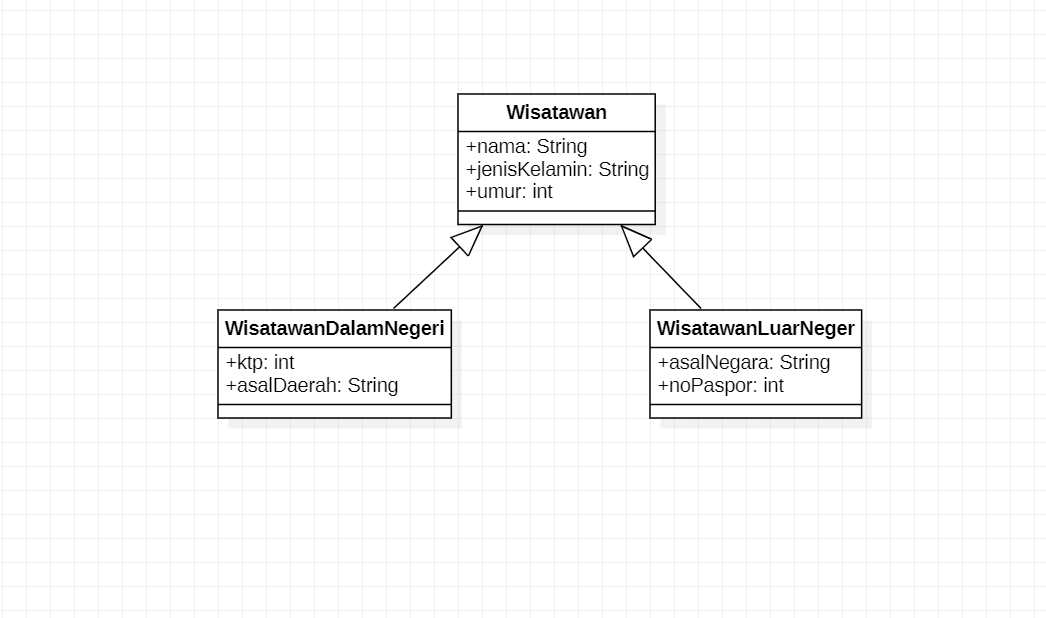 Wisatawan
+nama: String
+jenisKelamin: String
+umur: int
WisatawanDalamNegeri
+ktp: int
+asalDaerah: String
WisatawanLuarNeger
+asalNegara: String
+noPaspor: int